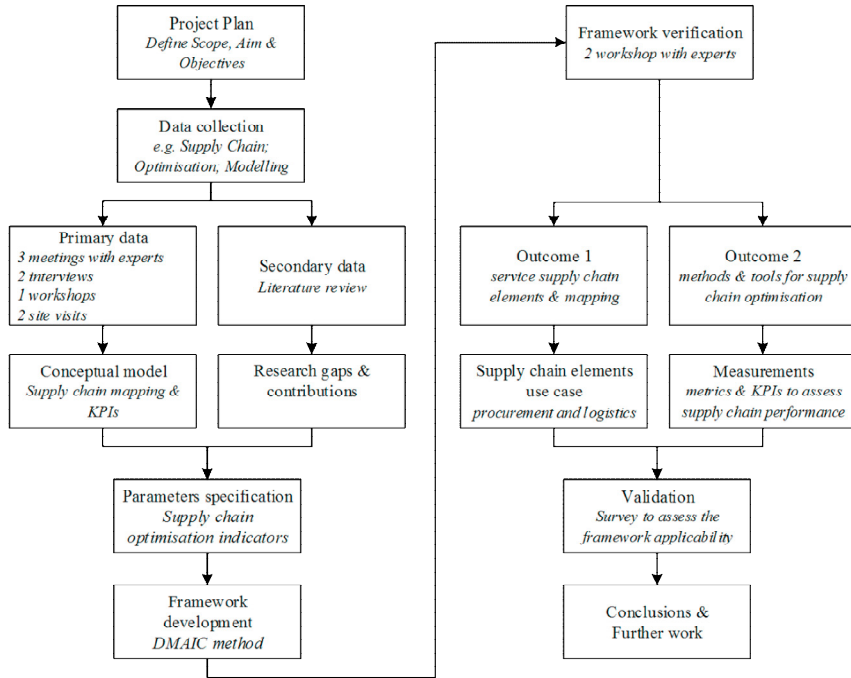 Project Plan
Define Scope, Aim &
Objectives
Data collection
e.g. Supply Chain;
Optimisation, Modelling
Primary data
3 meetings with experts
2 interviews
1 workshops
2 site visits
Secondary data
Literature review
Conceptual model
Supply chain mapping &
KPIs
Research gaps &
contributions
Parameters specification
Supply chain
optimisation indicators
Framework
development
DMAIC method
Framework verification
2 workshop with experts
Outcome 1
service supply chain
elements & mapping
Outcome 2
methods & tools for supply
chain optimisation
Supply chain elements
use case
procurement and logistics
Measurements
metrics & KPIs to assess
supply chain performance
Validation
Survey to assess the
framework applicability
Conclusions &
Further work